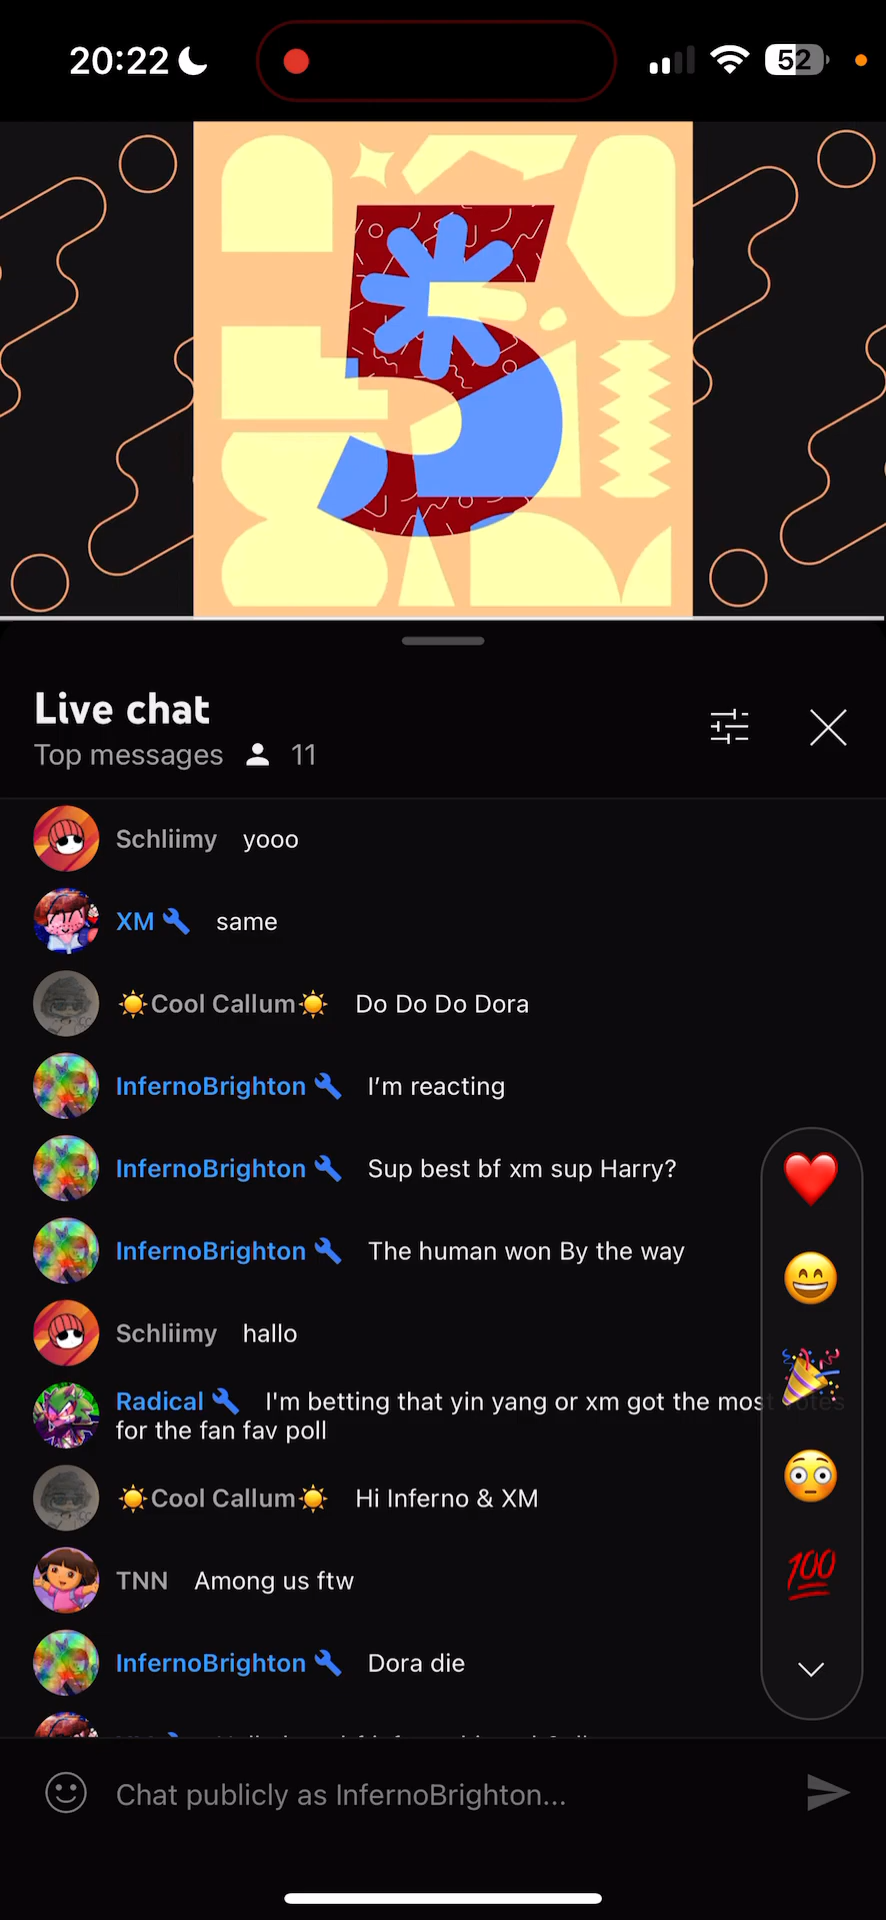 20:22
52
5
Live chat
Top messages 11
Schliimy yooo
XM same
☀️Cool Callum☀️ Do Do Do Dora
InfernoBrighton I’m reacting
InfernoBrighton Sup best bf xm sup Harry?
InfernoBrighton The human won By the way
Schliimy hallo
Radical I'm betting that yin yang or xm got the most votes
for the fan fav poll
☀️Cool Callum☀️ Hi Inferno & XM
TNN Among us ftw
InfernoBrighton Dora die
100
Chat publicly as InfernoBrighton...